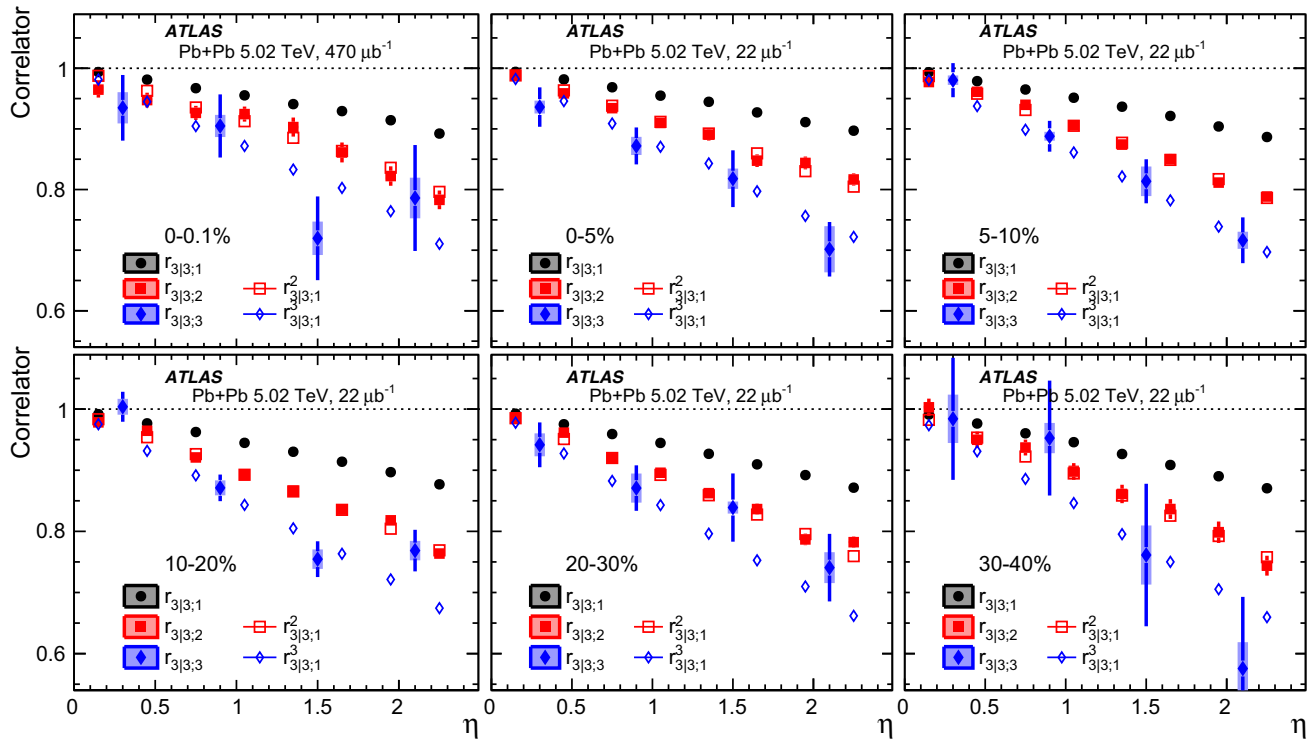 Correlator
ATLAS
Pb+Pb 5.02 TeV, 470 μb⁻¹
1
0.8
0.6
0-0.1%
r₃|₃;₁
r₃|₃;₂ r²₃|₃;₁
r₃|₃;₃ r³₃|₃;₁
ATLAS
Pb+Pb 5.02 TeV, 22 μb⁻¹
0-5%
r₃|₃;₁
r₃|₃;₂ r²₃|₃;₁
r₃|₃;₃ r³₃|₃;₁
ATLAS
Pb+Pb 5.02 TeV, 22 μb⁻¹
5-10%
r₃|₃;₁
r₃|₃;₂ r²₃|₃;₁
r₃|₃;₃ r³₃|₃;₁
Correlator
ATLAS
Pb+Pb 5.02 TeV, 22 μb⁻¹
1
0.8
0.6
10-20%
r₃|₃;₁
r₃|₃;₂ r²₃|₃;₁
r₃|₃;₃ r³₃|₃;₁
0 0.5 1 1.5 2
η
ATLAS
Pb+Pb 5.02 TeV, 22 μb⁻¹
20-30%
r₃|₃;₁
r₃|₃;₂ r²₃|₃;₁
r₃|₃;₃ r³₃|₃;₁
0 0.5 1 1.5 2
η
ATLAS
Pb+Pb 5.02 TeV, 22 μb⁻¹
30-40%
r₃|₃;₁
r₃|₃;₂ r²₃|₃;₁
r₃|₃;₃ r³₃|₃;₁
0 0.5 1 1.5 2
η